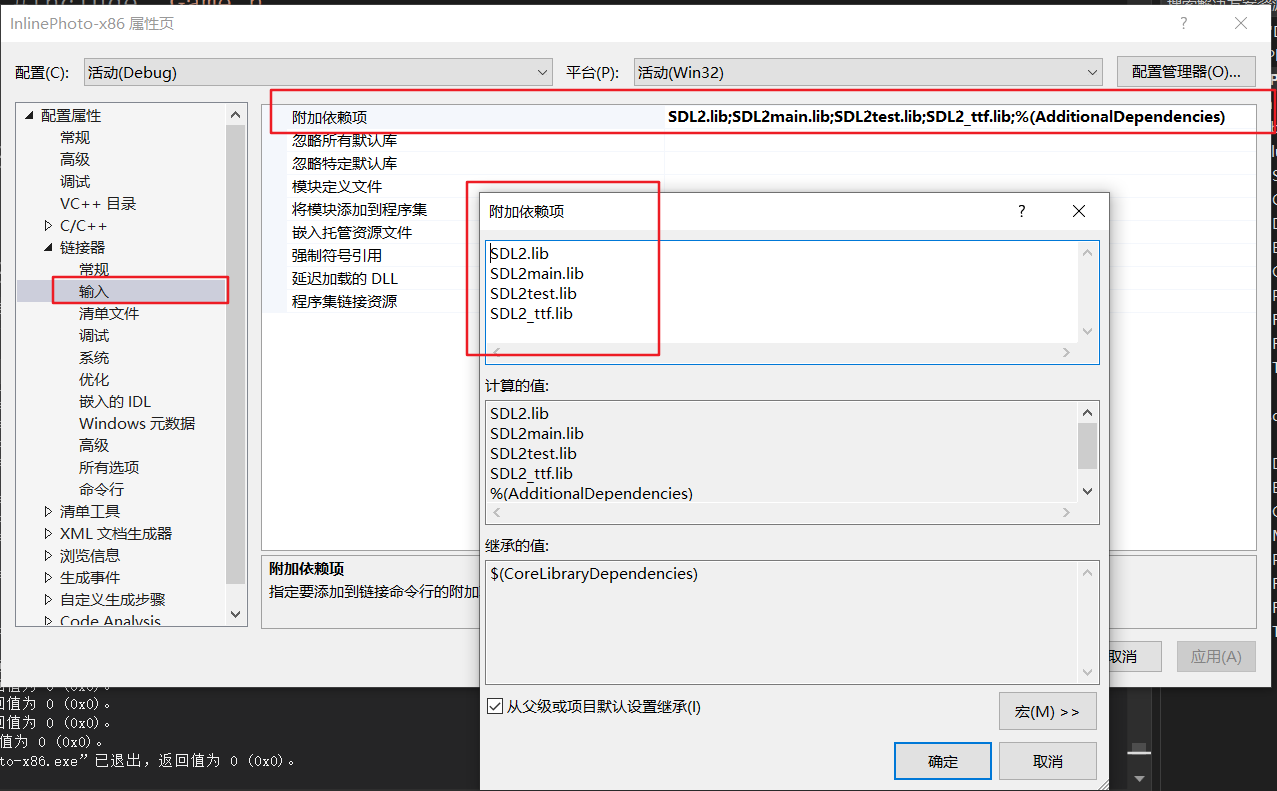 InlinePhoto-x86 属性页
配置(C): 活动(Debug) 平台(P): 活动(Win32) 配置管理器(O)...
配置属性
常规
高级
调试
VC++ 目录
C/C++
链接器
常规
输入
清单文件
调试
系统
优化
嵌入的 IDL
Windows 元数据
高级
所有选项
命令行
清单工具
XML 文档生成器
浏览信息
生成事件
自定义生成步骤
Code Analysis
附加依赖项 SDL2.lib;SDL2main.lib;SDL2test.lib;SDL2_ttf.lib;%(AdditionalDependencies)
忽略所有默认库
忽略特定默认库
模块定义文件
将模块添加到程序集
嵌入托管资源文件
强制符号引用
延迟加载的 DLL
程序集链接资源
附加依赖项
指定要添加到链接命令行的附加
取消 应用(A)
附加依赖项
SDL2.lib
SDL2main.lib
SDL2test.lib
SDL2_ttf.lib
计算的值:
SDL2.lib
SDL2main.lib
SDL2test.lib
SDL2_ttf.lib
%(AdditionalDependencies)
继承的值:
$(CoreLibraryDependencies)
从父级或项目默认设置继承(I)
宏(M) >>
确定 取消
回值为 0 (0x0)。
回值为 0 (0x0)。
值为 0 (0x0)。
to-x86.exe”已退出，返回值为 0 (0x0)。